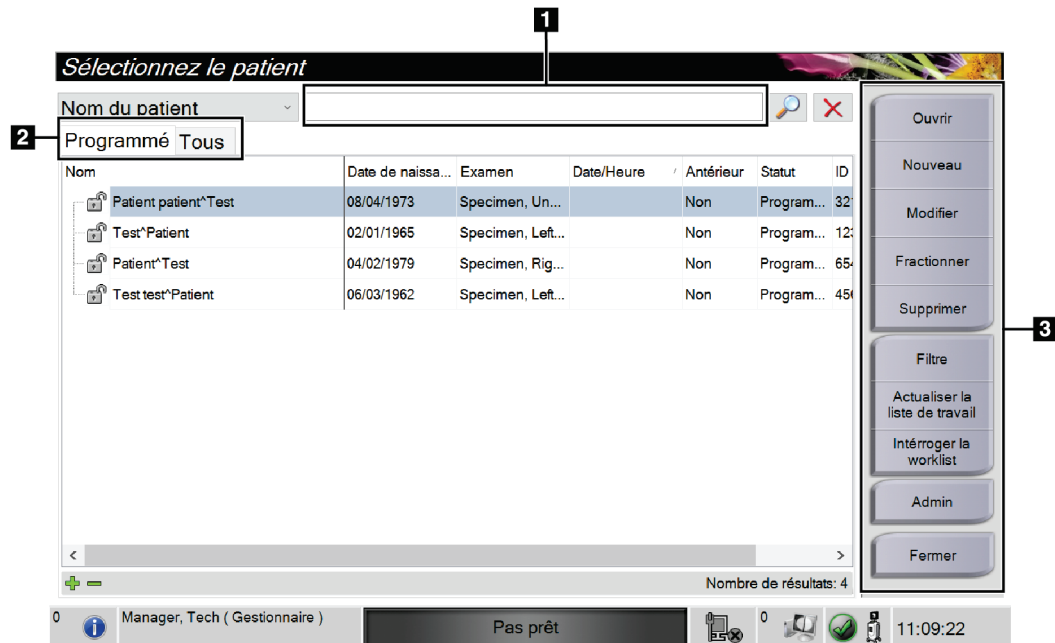 1
Sélectionnez le patient
Nom du patient
2
Programmé Tous
Nom Date de naissa... Examen Date/Heure Antérieur Statut ID
Patient patient^Test 08/04/1973 Specimen, Un... Non Program... 321
Test^Patient 02/01/1965 Specimen, Left... Non Program... 123
Patient^Test 04/02/1979 Specimen, Rig... Non Program... 654
Test test^Patient 06/03/1962 Specimen, Left... Non Program... 456
Nombre de résultats: 4
Ouvrir
Nouveau
Modifier
Fractionner
Supprimer
3
Filtre
Actualiser la
liste de travail
Intérroger la
worklist
Admin
Fermer
0 Manager, Tech ( Gestionnaire ) Pas prêt 0 11:09:22